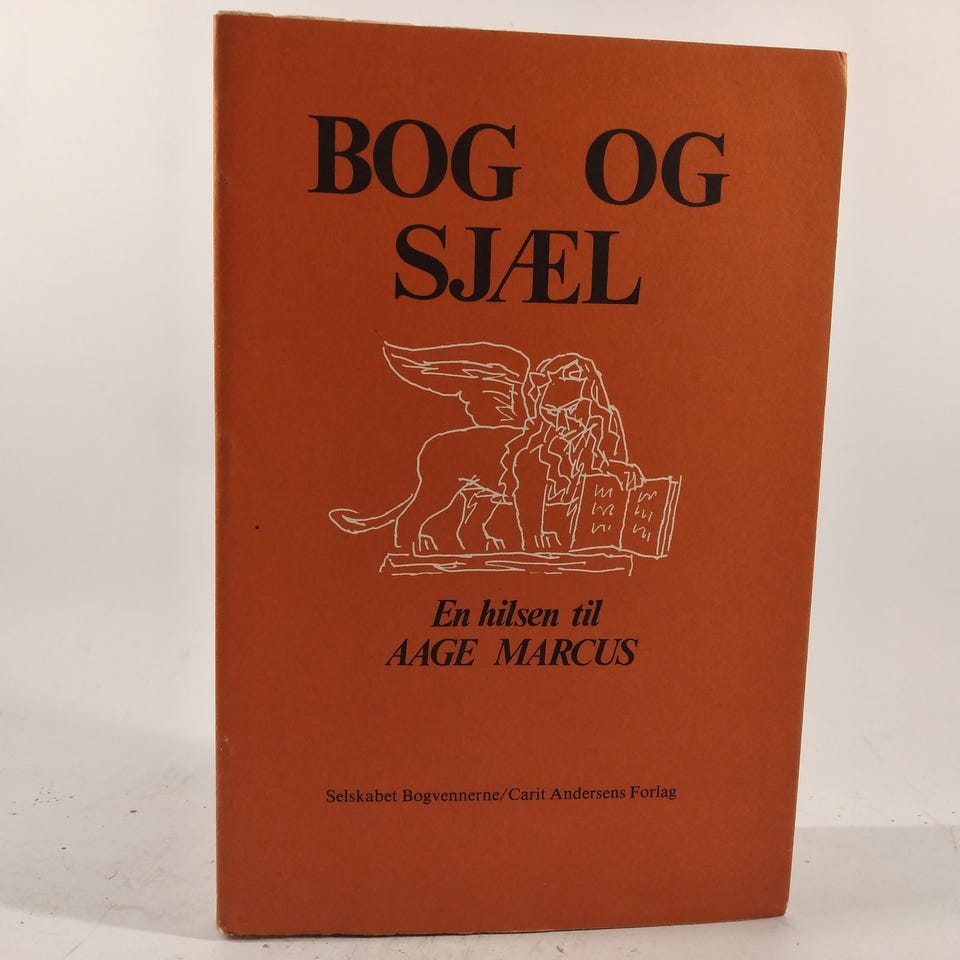 BOG OG
SJÆL
En hilsen til
AAGE MARCUS
Selskabet Bogvennerne/Carit Andersens Forlag